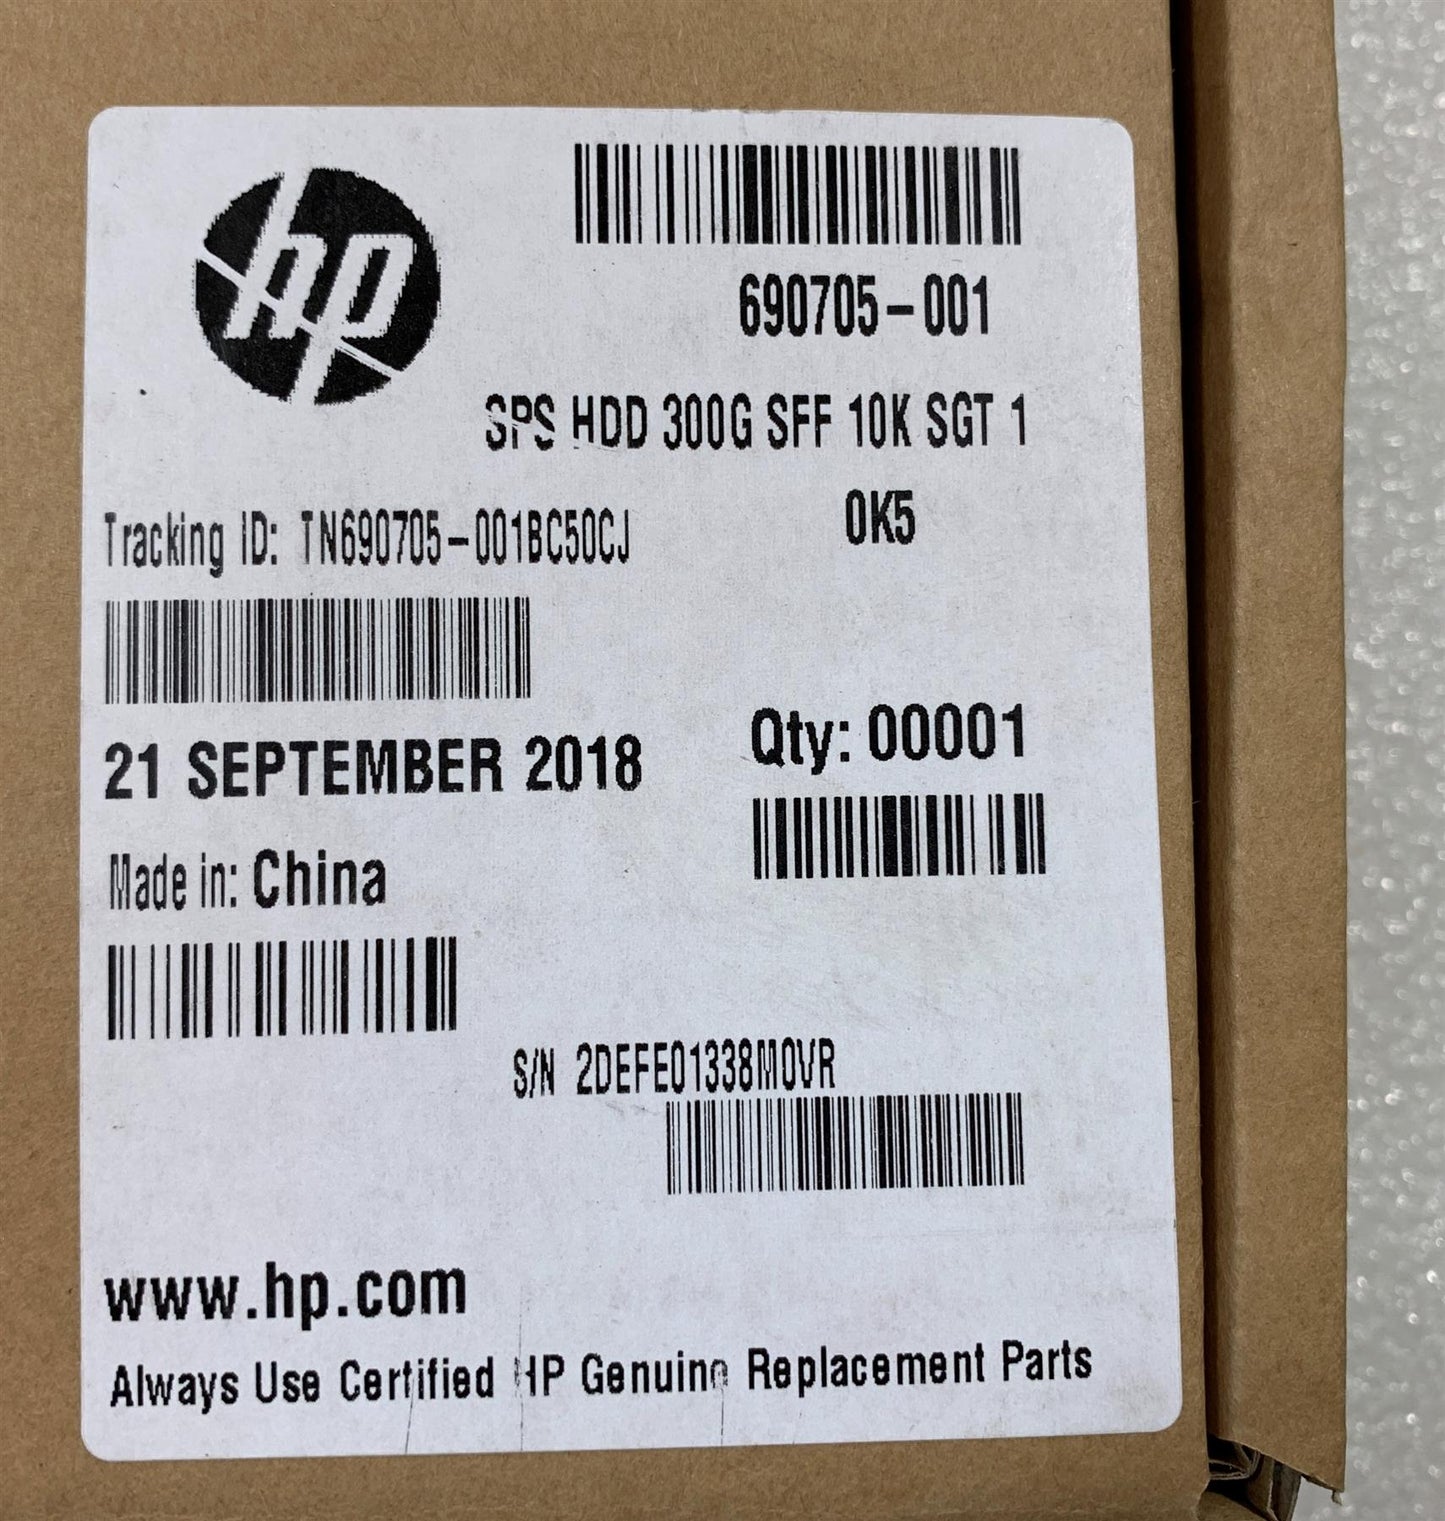 hp
690705-001
SPS HDD 300G SFF 10K SGT 1
0K5
Tracking ID: TN690705-001BC50CJ
21 SEPTEMBER 2018
Qty: 00001
Made in: China
S/N 2DEFE01338M0VR
www.hp.com
Always Use Certified HP Genuine Replacement Parts